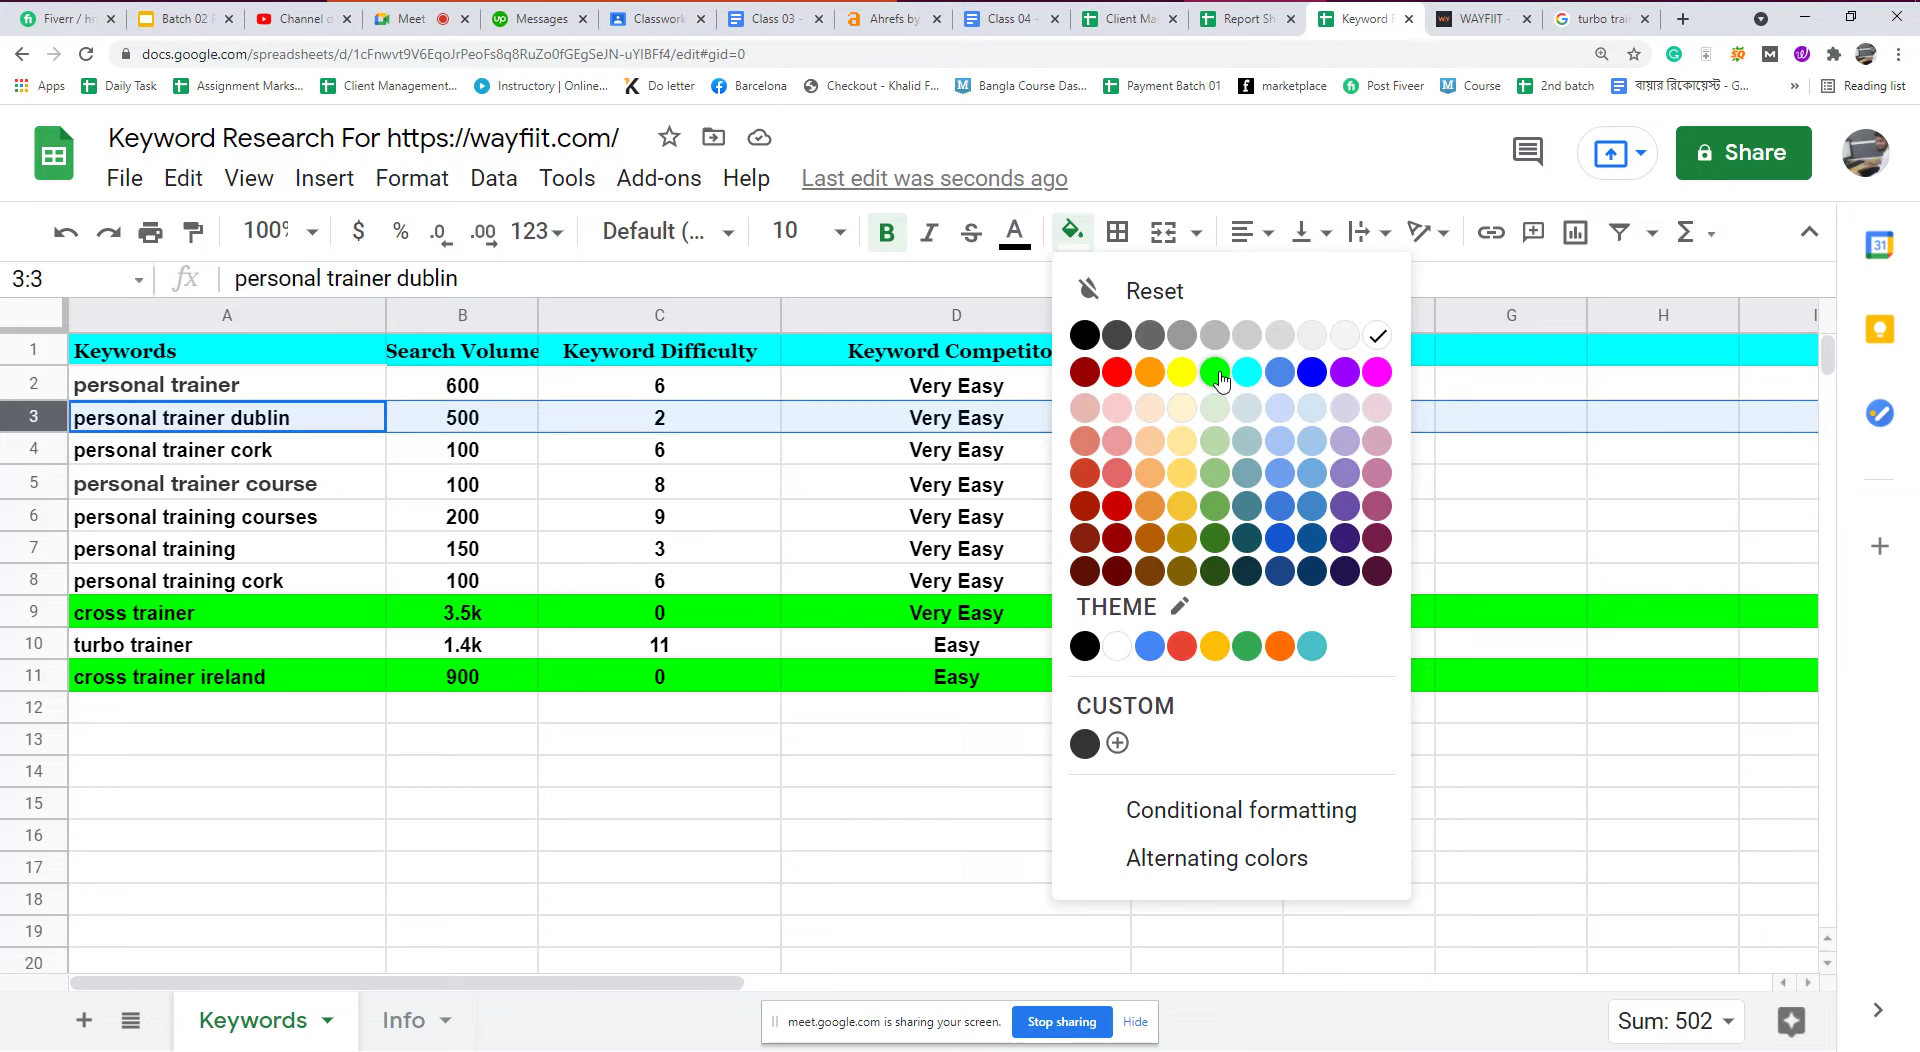 Fiverr / hr
Batch 02 F
Channel d
Meet
Messages
Classwork
Class 03 -
Ahrefs by
Class 04 -
Client Ma
Report Sh
Keyword R
WAYFIIT -
turbo train
docs.google.com/spreadsheets/d/1cFnwvt9V6EqoJrPeoFs8q8RuZo0fGEgSeJN-uYIBFf4/edit#gid=0
Apps
Daily Task
Assignment Marks...
Client Management...
Instructory | Online...
Do letter
Barcelona
Checkout - Khalid F...
Bangla Course Das...
Payment Batch 01
marketplace
Post Fiveer
Course
2nd batch
বায়ার রিকোয়েস্ট - G...
»
Reading list
Keyword Research For https://wayfiit.com/
File Edit View Insert Format Data Tools Add-ons Help Last edit was seconds ago
Share
100% $ % .0 .00 123 Default (... 10 B I S A
3:3 fx personal trainer dublin
A B C D G H I
1 Keywords Search Volume Keyword Difficulty Keyword Competito
2 personal trainer 600 6 Very Easy
3 personal trainer dublin 500 2 Very Easy
4 personal trainer cork 100 6 Very Easy
5 personal trainer course 100 8 Very Easy
6 personal training courses 200 9 Very Easy
7 personal training 150 3 Very Easy
8 personal training cork 100 6 Very Easy
9 cross trainer 3.5k 0 Very Easy
10 turbo trainer 1.4k 11 Easy
11 cross trainer ireland 900 0 Easy
12
13
14
15
16
17
18
19
20
Reset
THEME
CUSTOM
Conditional formatting
Alternating colors
31
Keywords
Info
meet.google.com is sharing your screen.
Stop sharing
Hide
Sum: 502